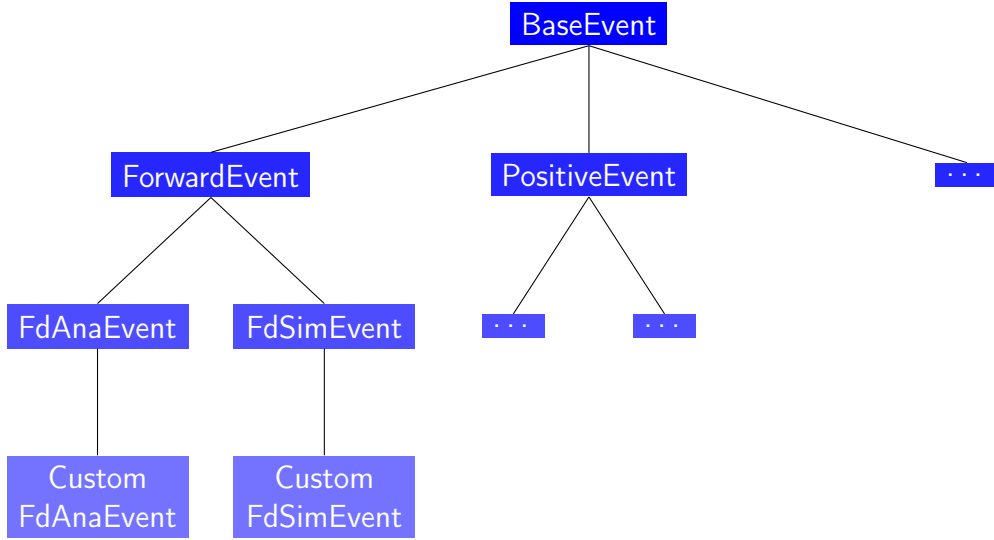 BaseEvent
ForwardEvent
PositiveEvent
···
FdAnaEvent
FdSimEvent
···
···
Custom
FdAnaEvent
Custom
FdSimEvent